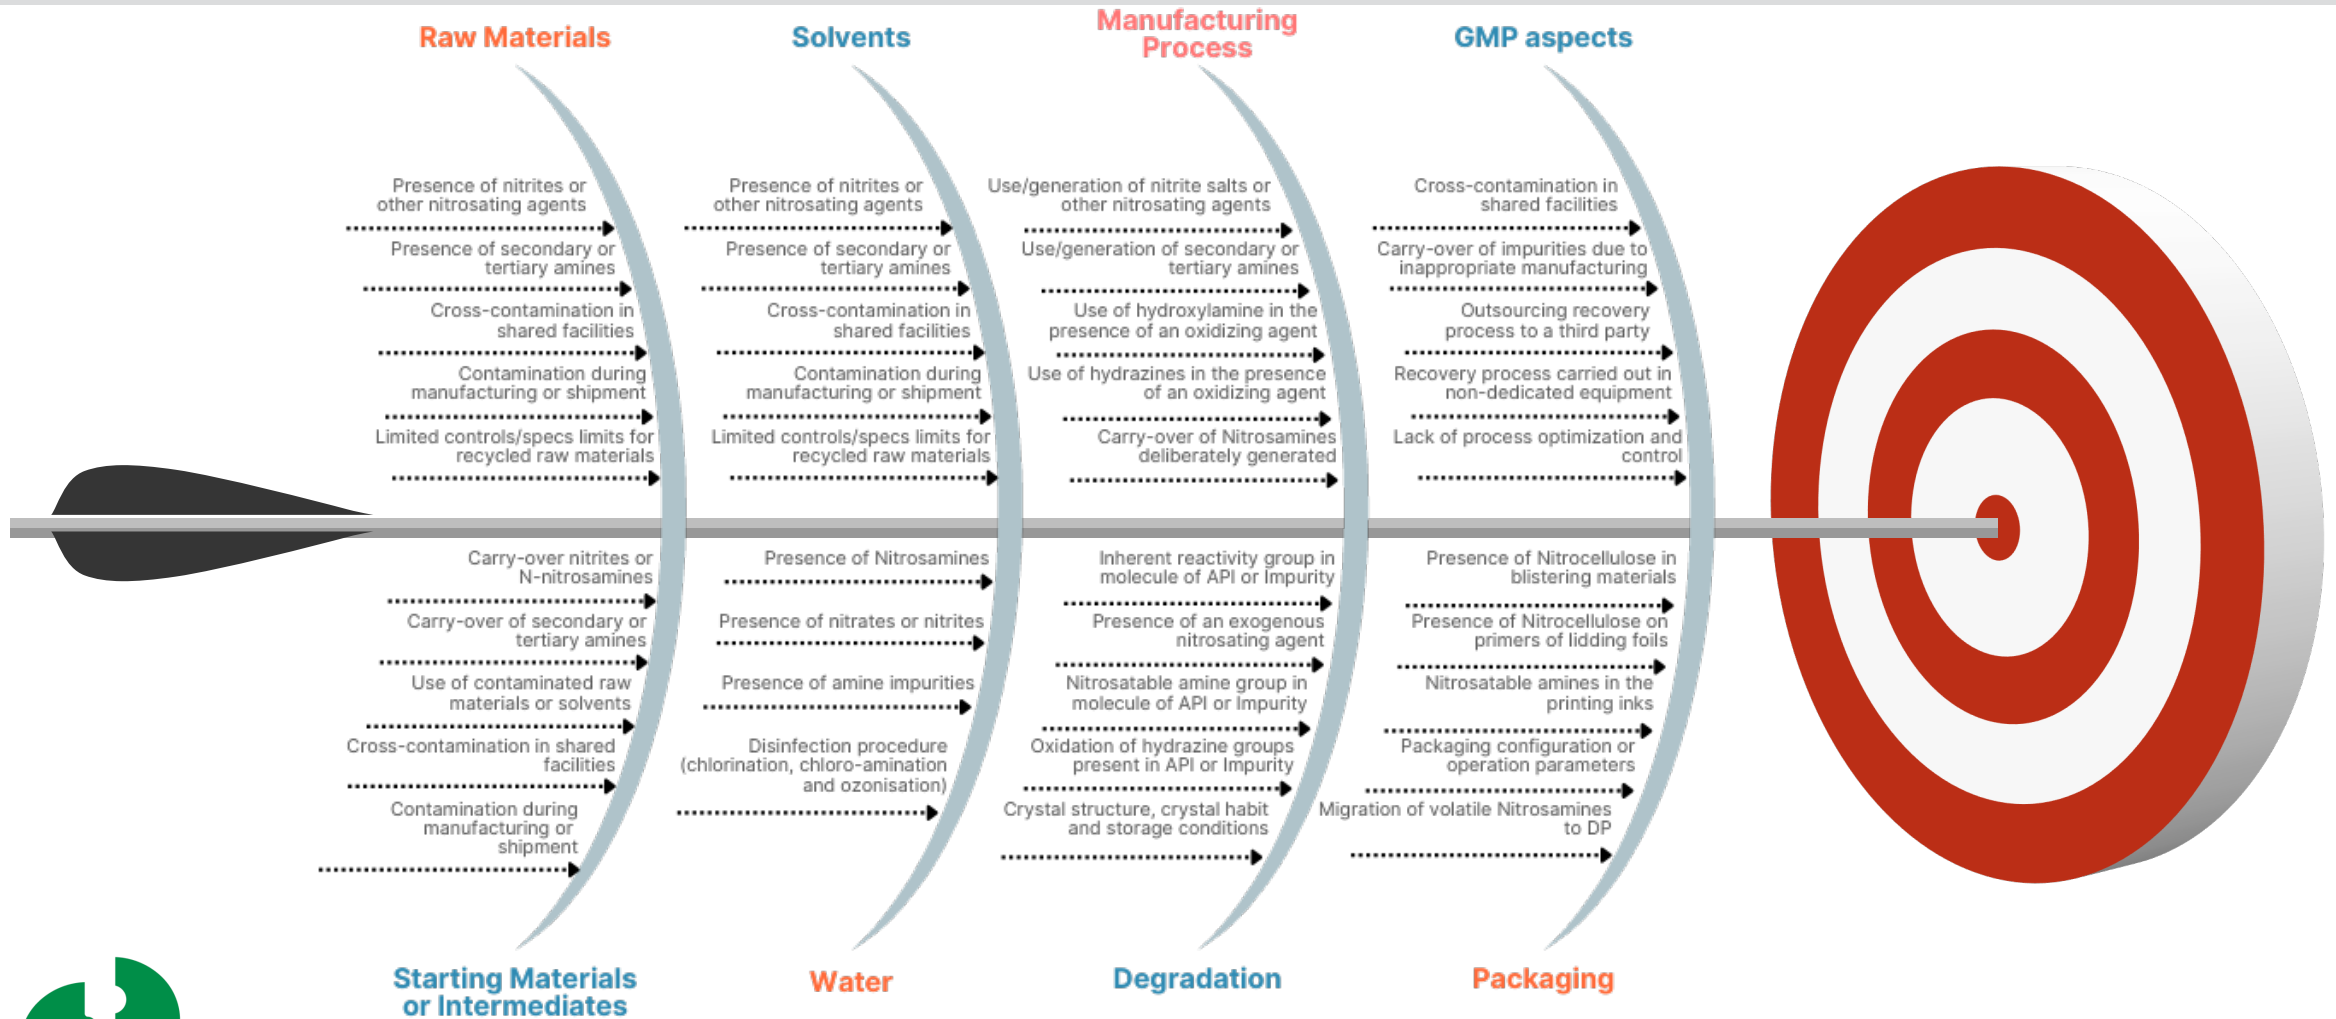 Raw Materials
Presence of nitrites or
other nitrosating agents
Presence of secondary or
tertiary amines
Cross-contamination in
shared facilities
Contamination during
manufacturing or shipment
Limited controls/specs limits for
recycled raw materials
Solvents
Presence of nitrites or
other nitrosating agents
Presence of secondary or
tertiary amines
Cross-contamination in
shared facilities
Contamination during
manufacturing or shipment
Limited controls/specs limits for
recycled raw materials
Manufacturing
Process
Use/generation of nitrite salts or
other nitrosating agents
Use/generation of secondary or
tertiary amines
Use of hydroxylamine in the
presence of an oxidizing agent
Use of hydrazines in the presence
of an oxidizing agent
Carry-over of Nitrosamines
deliberately generated
GMP aspects
Cross-contamination in
shared facilities
Carry-over of impurities due to
inappropriate manufacturing
Outsourcing recovery
process to a third party
Recovery process carried out in
non-dedicated equipment
Lack of process optimization and
control
Carry-over nitrites or
N-nitrosamines
Carry-over of secondary or
tertiary amines
Use of contaminated raw
materials or solvents
Cross-contamination in shared
facilities
Contamination during
manufacturing or
shipment
Starting Materials
or Intermediates
Presence of Nitrosamines
Presence of nitrates or nitrites
Presence of amine impurities
Disinfection procedure
(chlorination, chloro-amination
and ozonisation)
Water
Inherent reactivity group in
molecule of API or Impurity
Presence of an exogenous
nitrosating agent
Nitrosatable amine group in
molecule of API or Impurity
Oxidation of hydrazine groups
present in API or Impurity
Crystal structure, crystal habit
and storage conditions
Degradation
Presence of Nitrocellulose in
blistering materials
Presence of Nitrocellulose on
primers of lidding foils
Nitrosatable amines in the
printing inks
Packaging configuration or
operation parameters
Migration of volatile Nitrosamines
to DP
Packaging